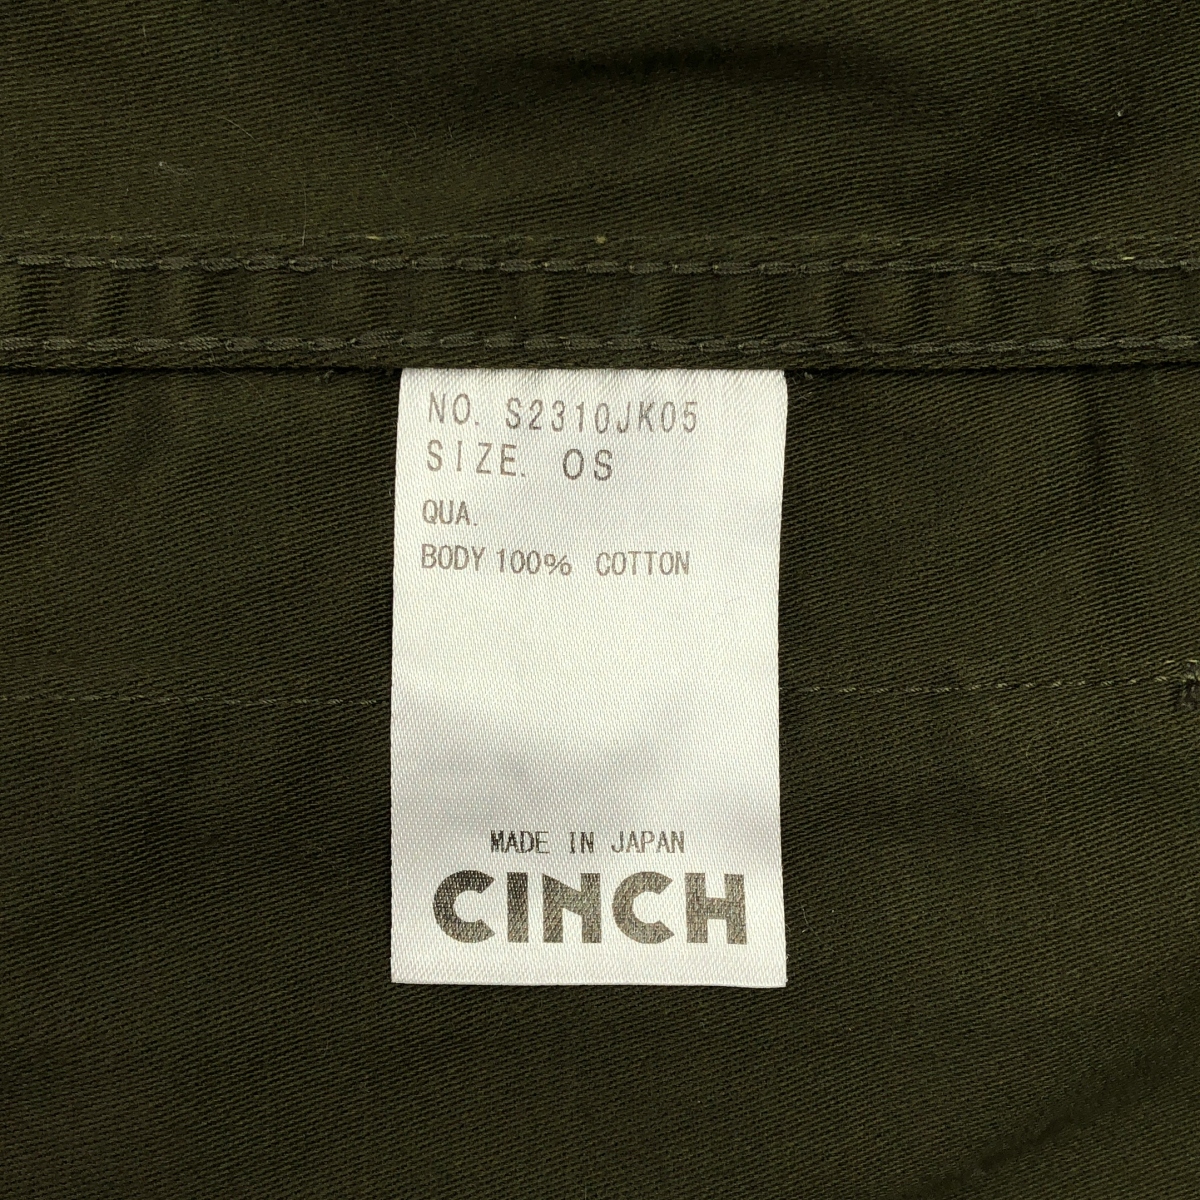 NO. S2310JK05
SIZE. OS
QUA.
BODY 100% COTTON
MADE IN JAPAN
CINCH